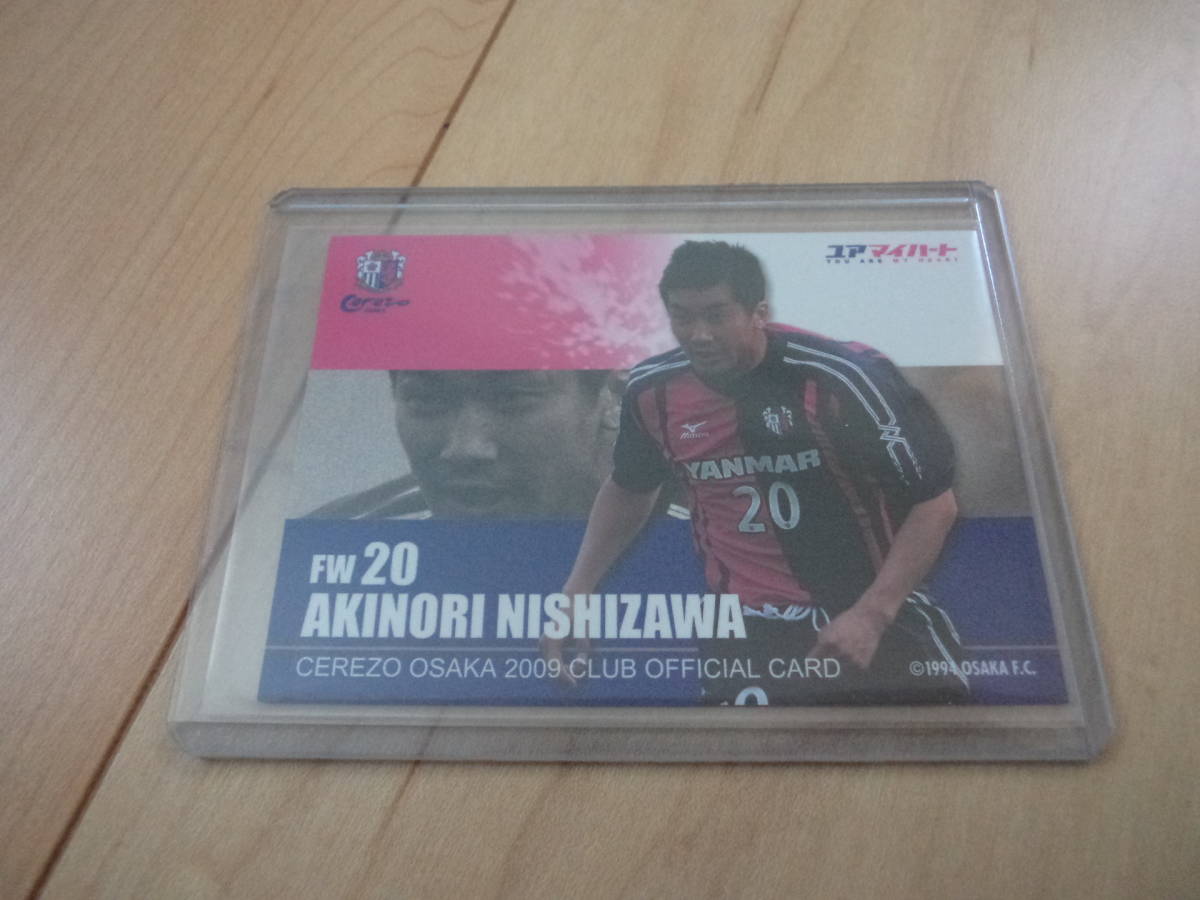 Cerezo
OSAKA
ユアマイハート
YOU ARE MY HEART
MIZUNO
YANMAR
20
FW 20
AKINORI NISHIZAWA
CEREZO OSAKA 2009 CLUB OFFICIAL CARD
©1994 OSAKA F.C.